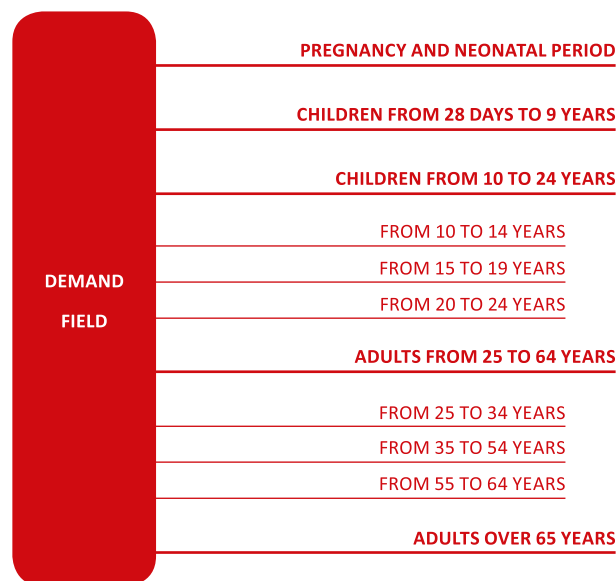 DEMAND
FIELD
PREGNANCY AND NEONATAL PERIOD
CHILDREN FROM 28 DAYS TO 9 YEARS
CHILDREN FROM 10 TO 24 YEARS
FROM 10 TO 14 YEARS
FROM 15 TO 19 YEARS
FROM 20 TO 24 YEARS
ADULTS FROM 25 TO 64 YEARS
FROM 25 TO 34 YEARS
FROM 35 TO 54 YEARS
FROM 55 TO 64 YEARS
ADULTS OVER 65 YEARS